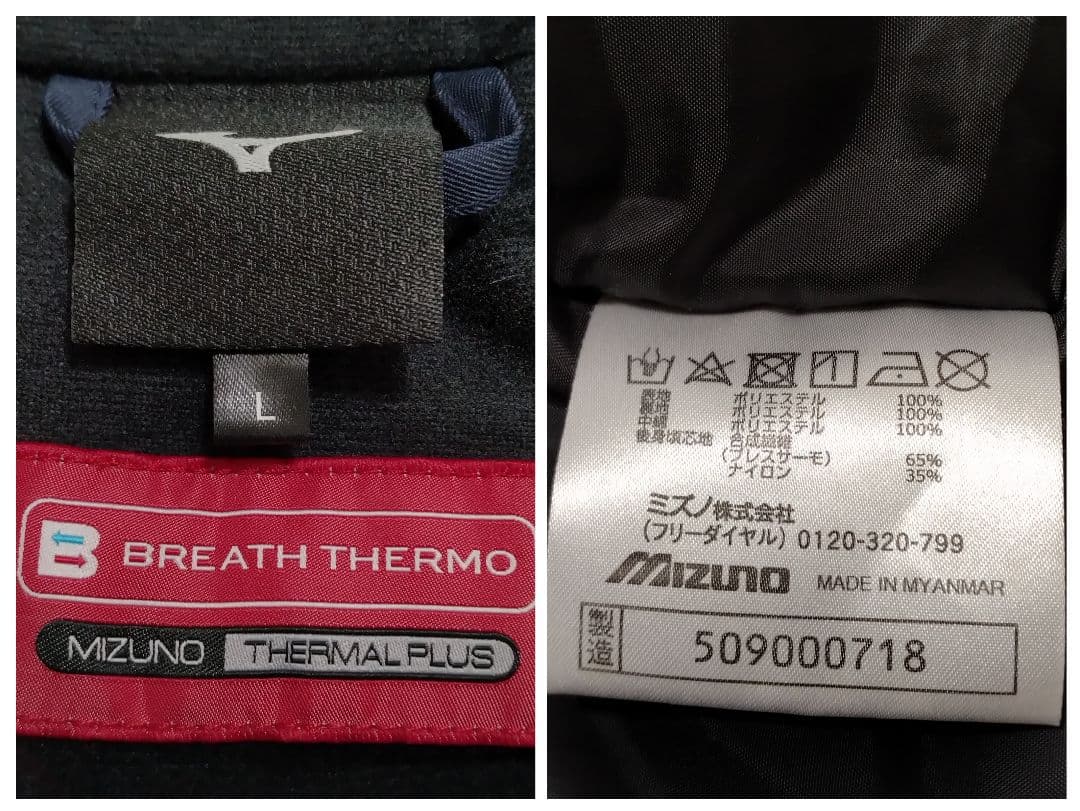 L
B BREATH THERMO
MIZUNO THERMAL PLUS
表地 ポリエステル 100%
裏地 ポリエステル 100%
中綿 ポリエステル 100%
後身頃芯地 合成繊維
(ブレスサーモ) 65%
ナイロン 35%
ミズノ株式会社
(フリーダイヤル) 0120-320-799
MIZUNO MADE IN MYANMAR
製造 509000718